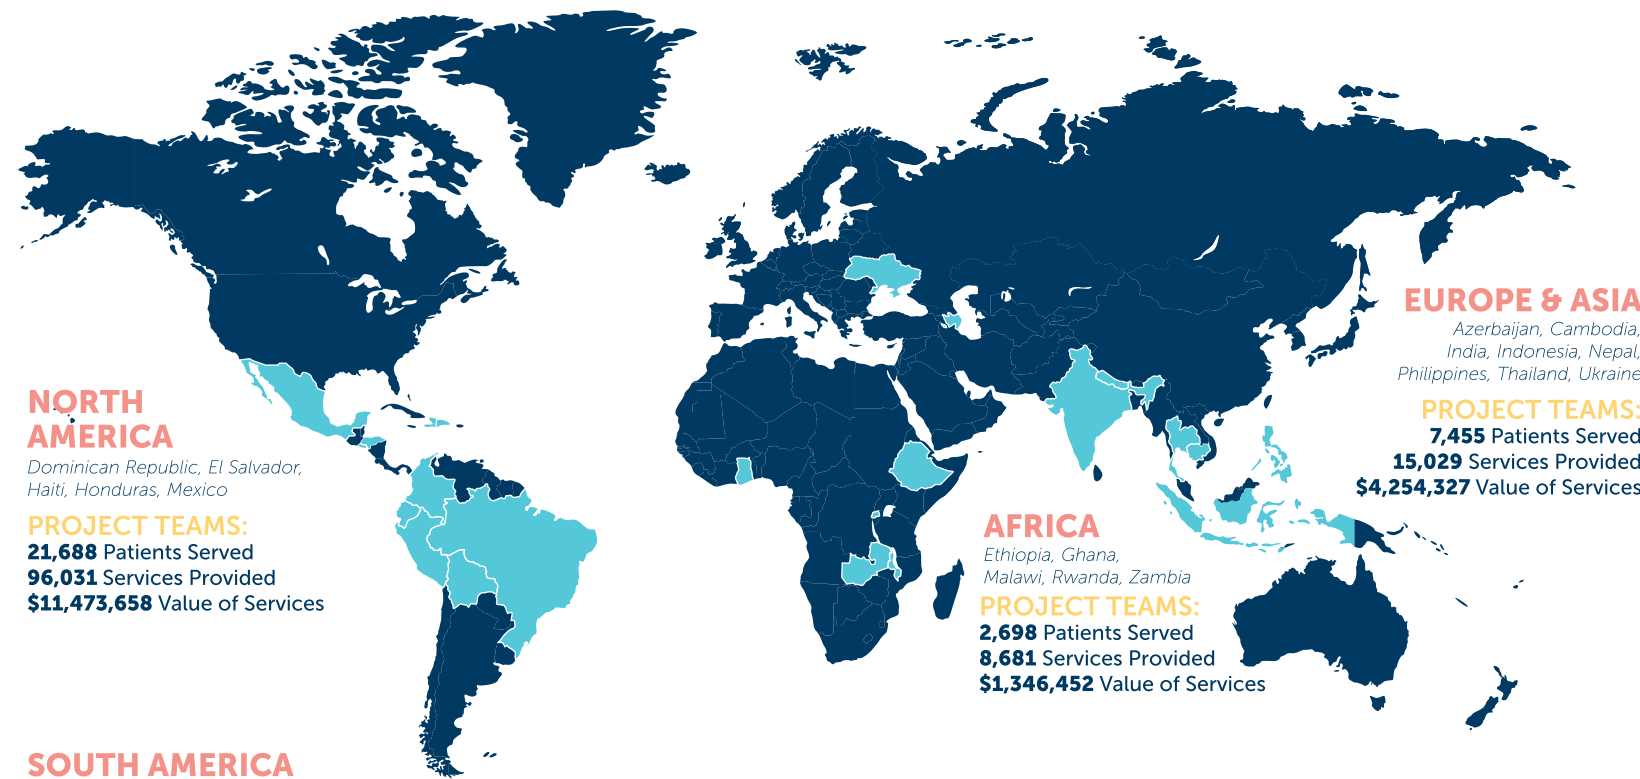 NORTH
AMERICA
Dominican Republic, El Salvador,
Haiti, Honduras, Mexico
PROJECT TEAMS:
21,688 Patients Served
96,031 Services Provided
$11,473,658 Value of Services
SOUTH AMERICA
AFRICA
Ethiopia, Ghana,
Malawi, Rwanda, Zambia
PROJECT TEAMS:
2,698 Patients Served
8,681 Services Provided
$1,346,452 Value of Services
EUROPE & ASIA
Azerbaijan, Cambodia,
India, Indonesia, Nepal,
Philippines, Thailand, Ukraine
PROJECT TEAMS:
7,455 Patients Served
15,029 Services Provided
$4,254,327 Value of Services